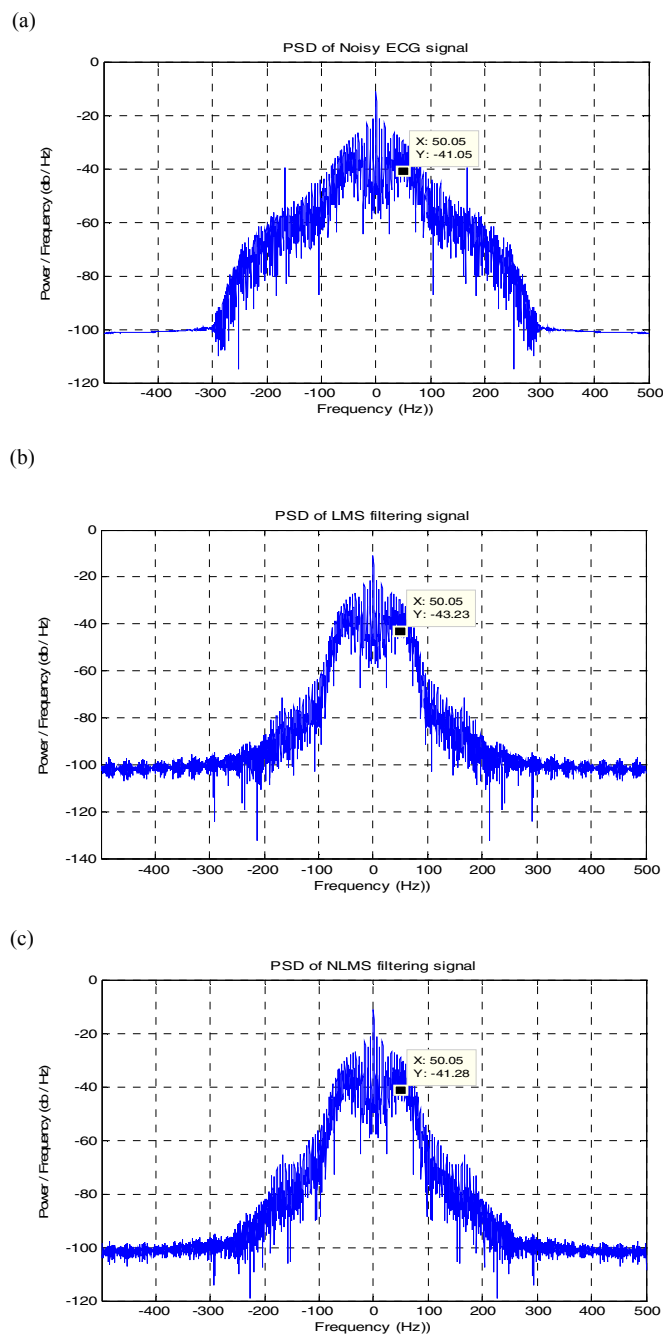 (a)
PSD of Noisy ECG signal
0
-20
-40
-60
-80
-100
-120
X: 50.05
Y: -41.05
Power / Frequency (db / Hz)
-400 -300 -200 -100 0 100 200 300 400 500
Frequency (Hz))
(b)
PSD of LMS filtering signal
0
-20
-40
-60
-80
-100
-120
-140
X: 50.05
Y: -43.23
Power / Frequency (db / Hz)
-400 -300 -200 -100 0 100 200 300 400 500
Frequency (Hz))
(c)
PSD of NLMS filtering signal
0
-20
-40
-60
-80
-100
-120
X: 50.05
Y: -41.28
Power / Frequency (db / Hz)
-400 -300 -200 -100 0 100 200 300 400 500
Frequency (Hz))